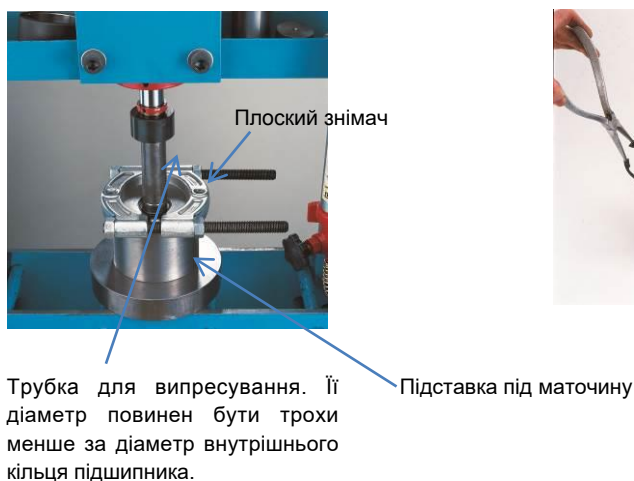 Плоский знімач
Трубка для випресування. Її
діаметр повинен бути трохи
менше за діаметр внутрішнього
кільця підшипника.
Підставка під маточину